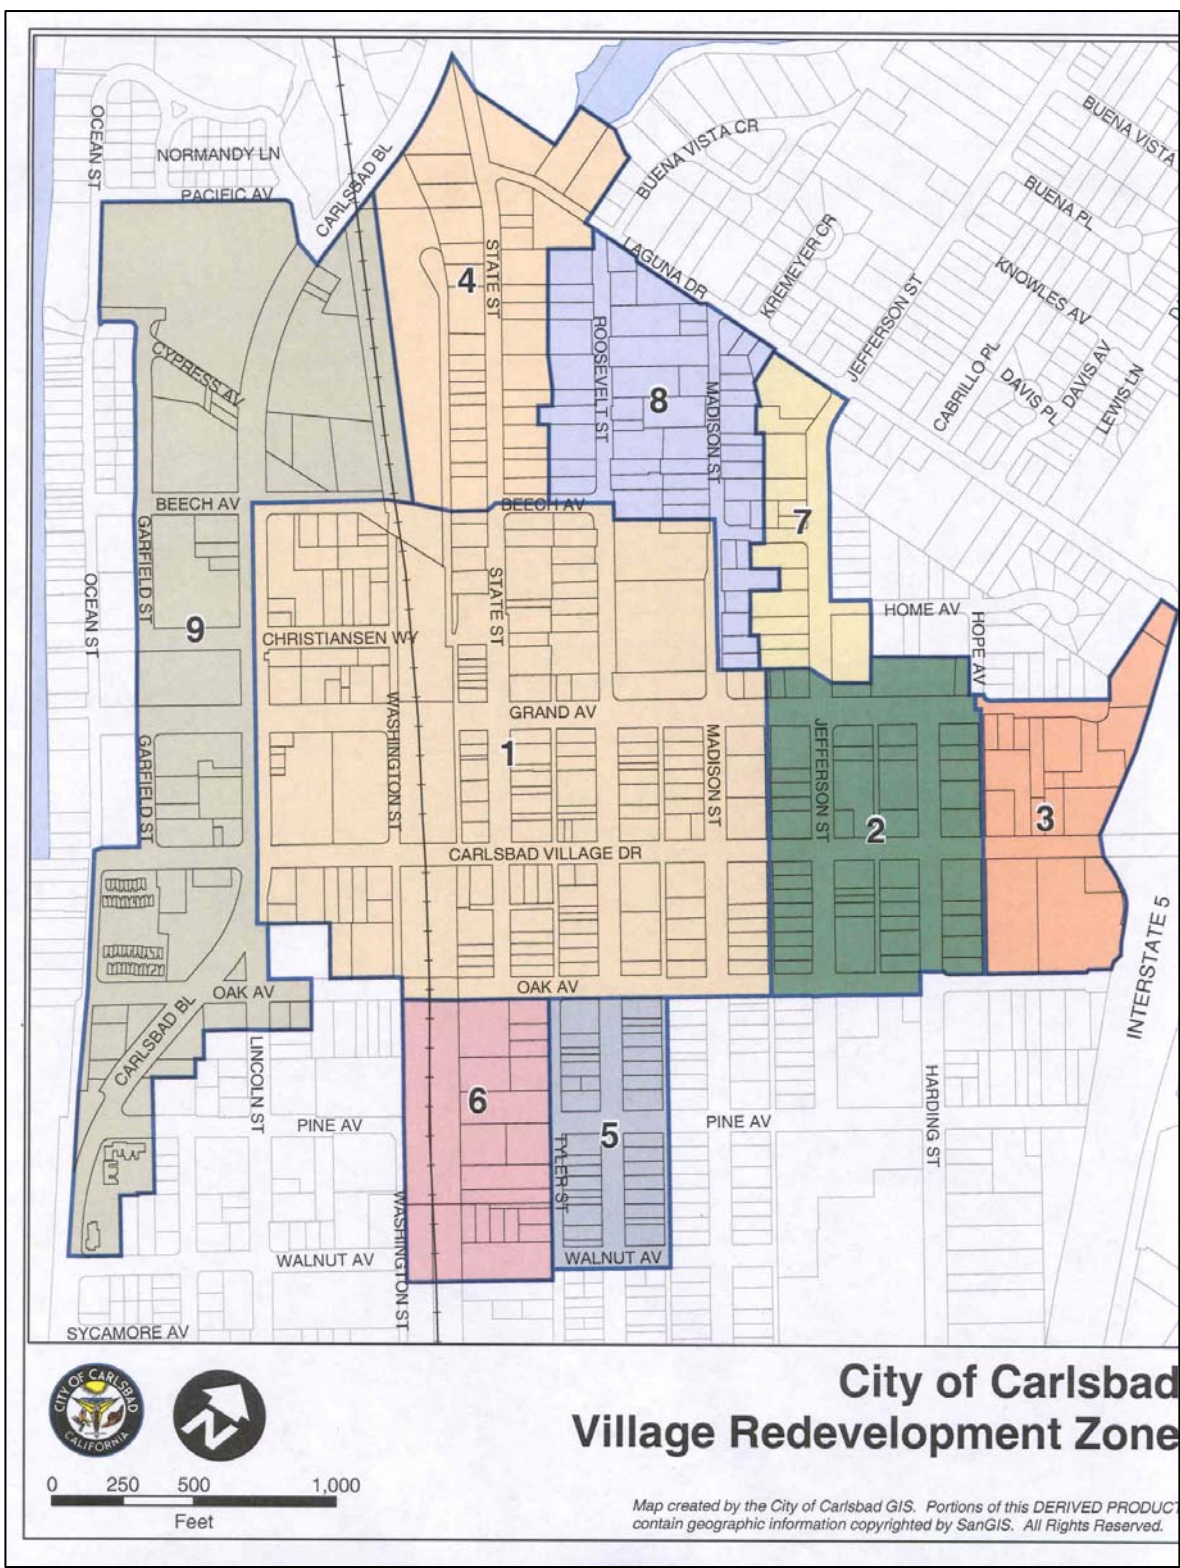 OCEAN ST
NORMANDY LN
PACIFIC AV
CARLSBAD BL
BUENA VISTA CR
BUENA VISTA
BUENA PL
KREMEYER CR
KNOWLES AV
JEFFERSON ST
CABRILLO PL
DAVIS PL
DAVIS AV
LEWIS LN
LAGUNA DR
STATE ST
4
CYPRESS AV
ROOSEVELT ST
8
MADISON ST
BEECH AV
BEECH AV
7
GARFIELD ST
OCEAN ST
STATE ST
9
CHRISTIANSEN WY
HOME AV
HOPE AV
WASHINGTON ST
GRAND AV
1
MADISON ST
JEFFERSON ST
2
3
GARFIELD ST
CARLSBAD VILLAGE DR
INTERSTATE 5
OAK AV
OAK AV
CARLSBAD BL
LINCOLN ST
6
5
PINE AV
PINE AV
HARDING ST
TYLER ST
WASHINGTON ST
WALNUT AV
WALNUT AV
SYCAMORE AV
CITY OF CARLSBAD
CALIFORNIA
N
City of Carlsbad
Village Redevelopment Zone
0 250 500 1,000
Feet
Map created by the City of Carlsbad GIS. Portions of this DERIVED PRODUCT
contain geographic information copyrighted by SanGIS. All Rights Reserved.